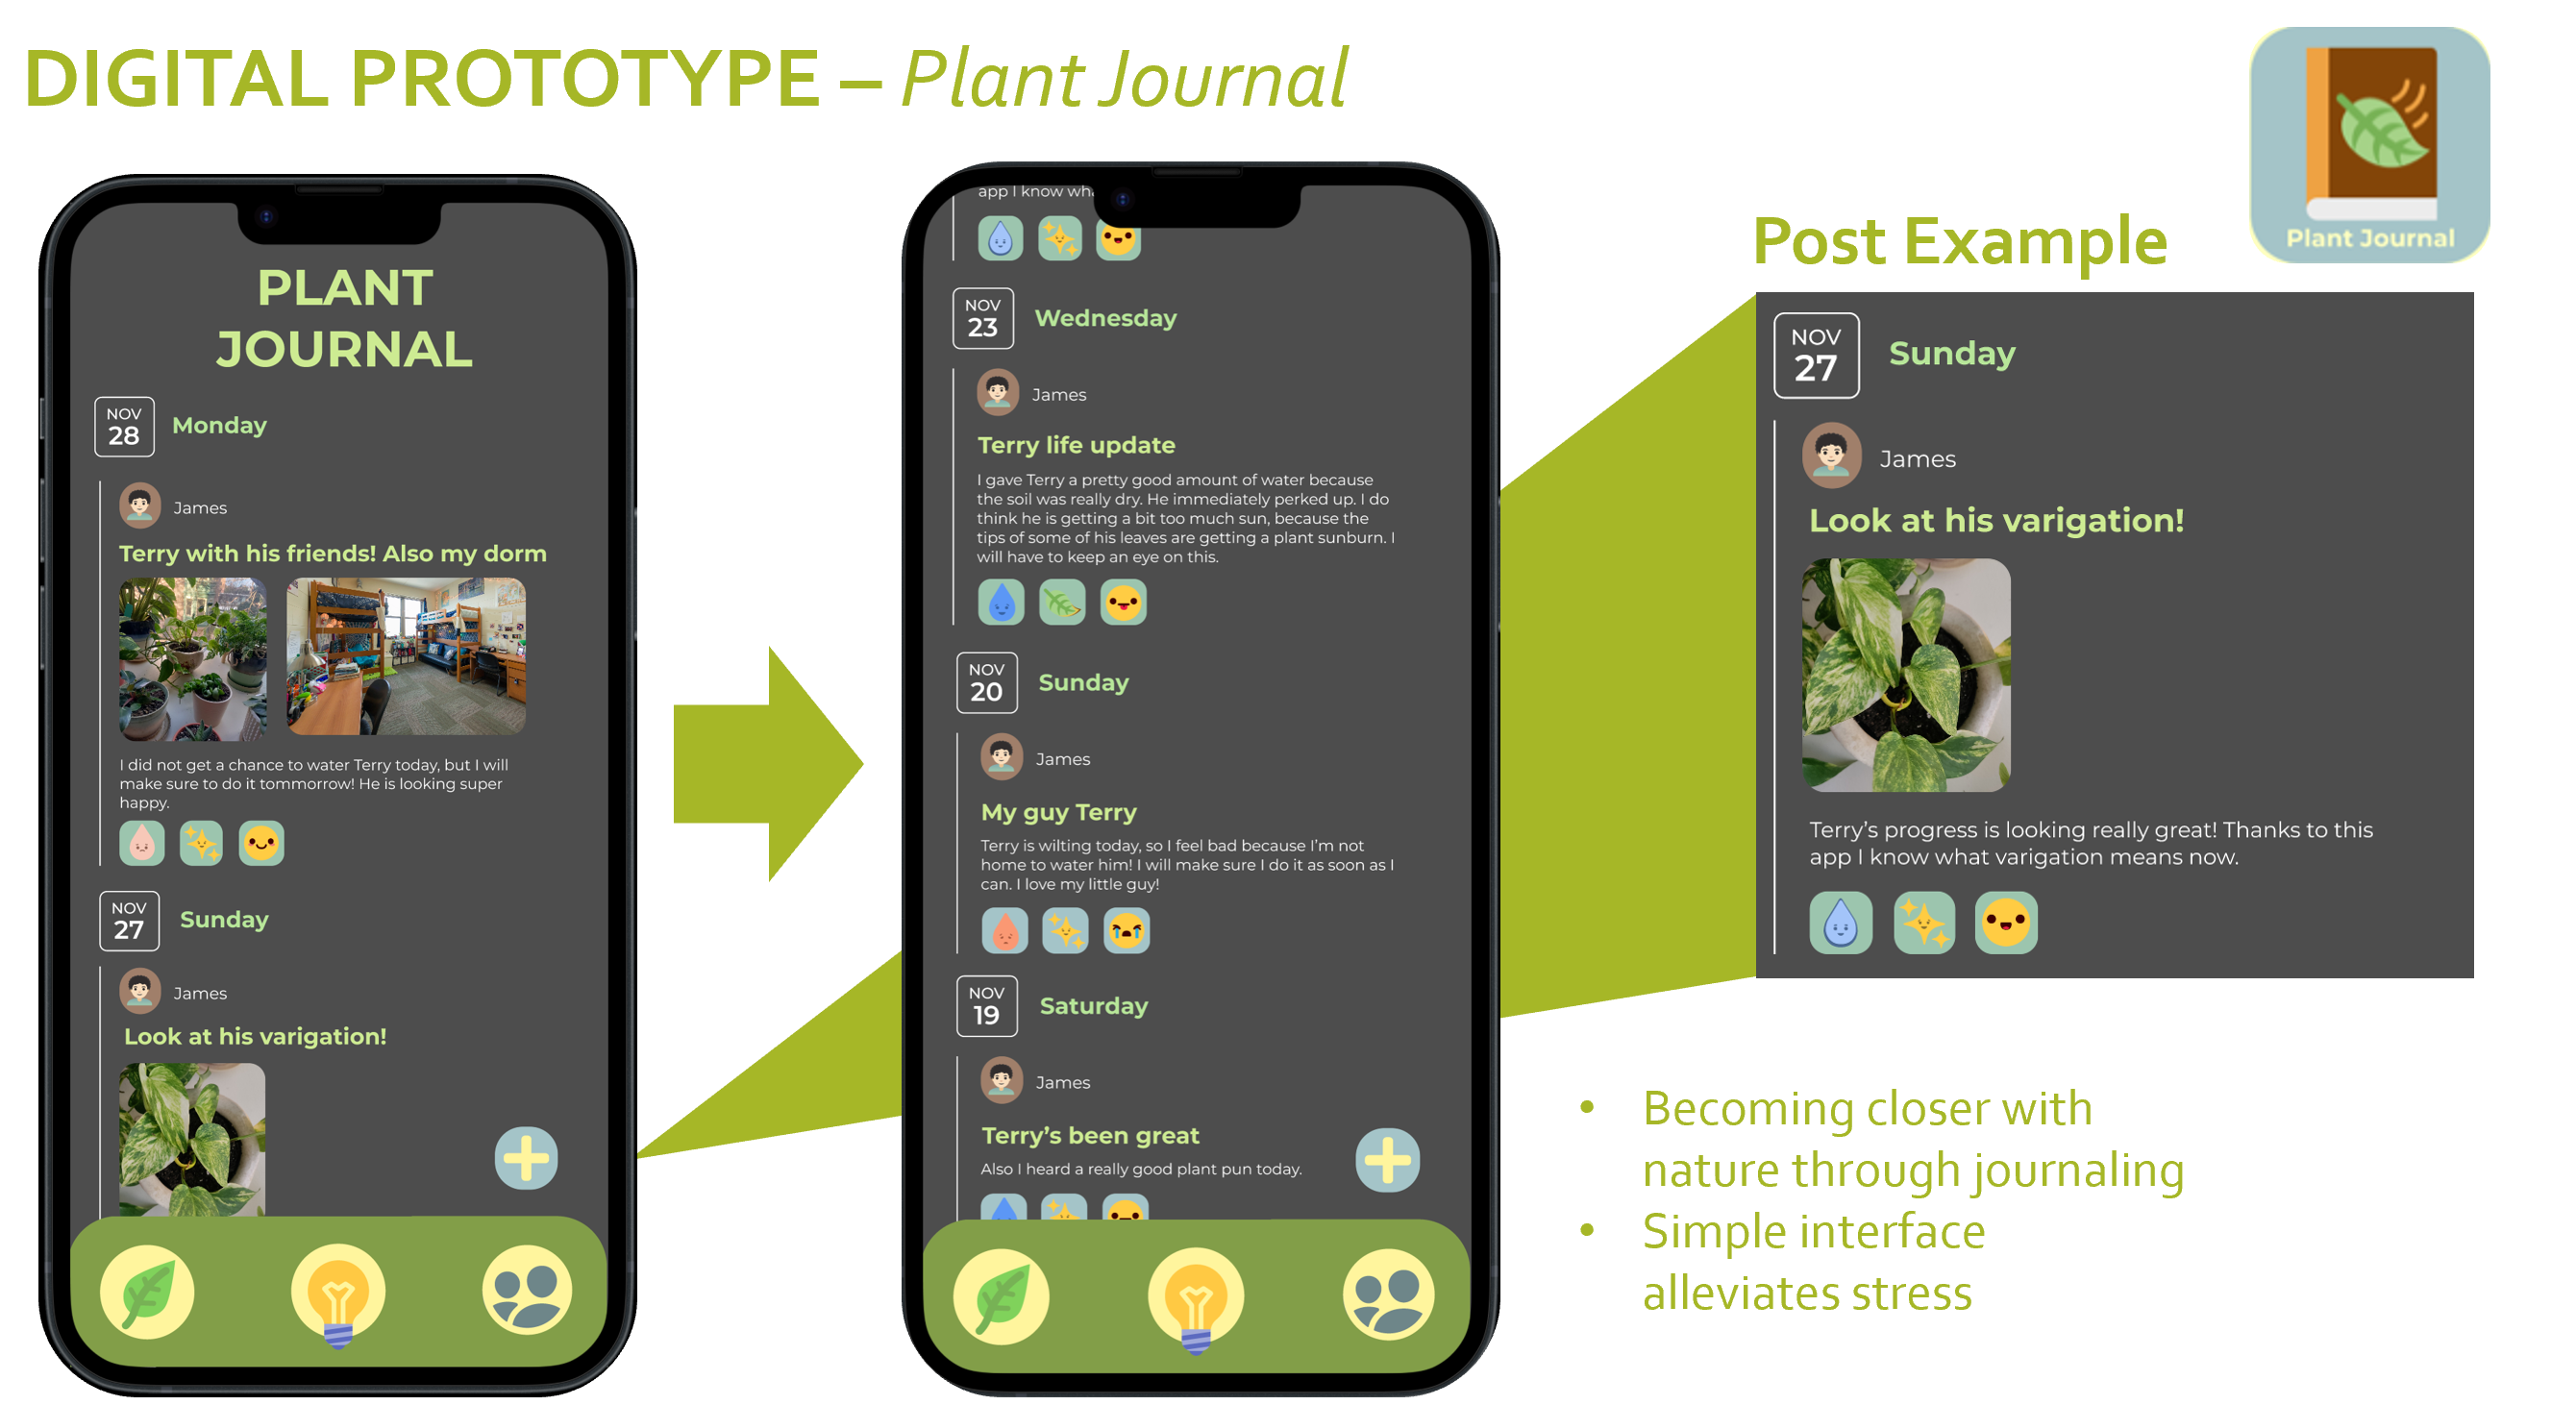 DIGITAL PROTOTYPE – Plant Journal
Plant Journal
PLANT
JOURNAL
NOV
28
Monday
James
Terry with his friends! Also my dorm
I did not get a chance to water Terry today, but I will
make sure to do it tommorrow! He is looking super
happy.
NOV
27
Sunday
James
Look at his varigation!
app I know wh
NOV
23
Wednesday
James
Terry life update
I gave Terry a pretty good amount of water because
the soil was really dry. He immediately perked up. I do
think he is getting a bit too much sun, because the
tips of some of his leaves are getting a plant sunburn. I
will have to keep an eye on this.
NOV
20
Sunday
James
My guy Terry
Terry is wilting today, so I feel bad because I'm not
home to water him! I will make sure I do it as soon as I
can. I love my little guy!
NOV
19
Saturday
James
Terry's been great
Also I heard a really good plant pun today.
Post Example
NOV
27
Sunday
James
Look at his varigation!
Terry's progress is looking really great! Thanks to this
app I know what varigation means now.
• Becoming closer with
nature through journaling
• Simple interface
alleviates stress